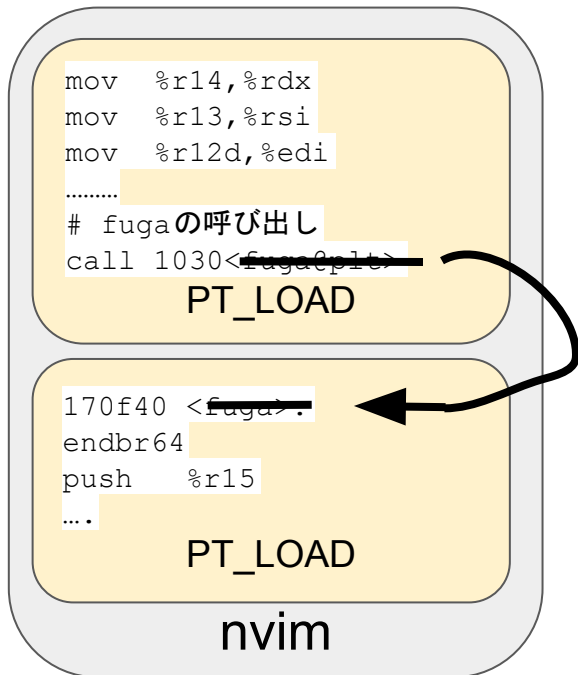 mov %r14,%rdx
mov %r13,%rsi
mov %r12d,%edi
………
# fugaの呼び出し
call 1030<fuga@plt>
PT_LOAD
170f40 <fuga>:
endbr64
push %r15
….
PT_LOAD
nvim